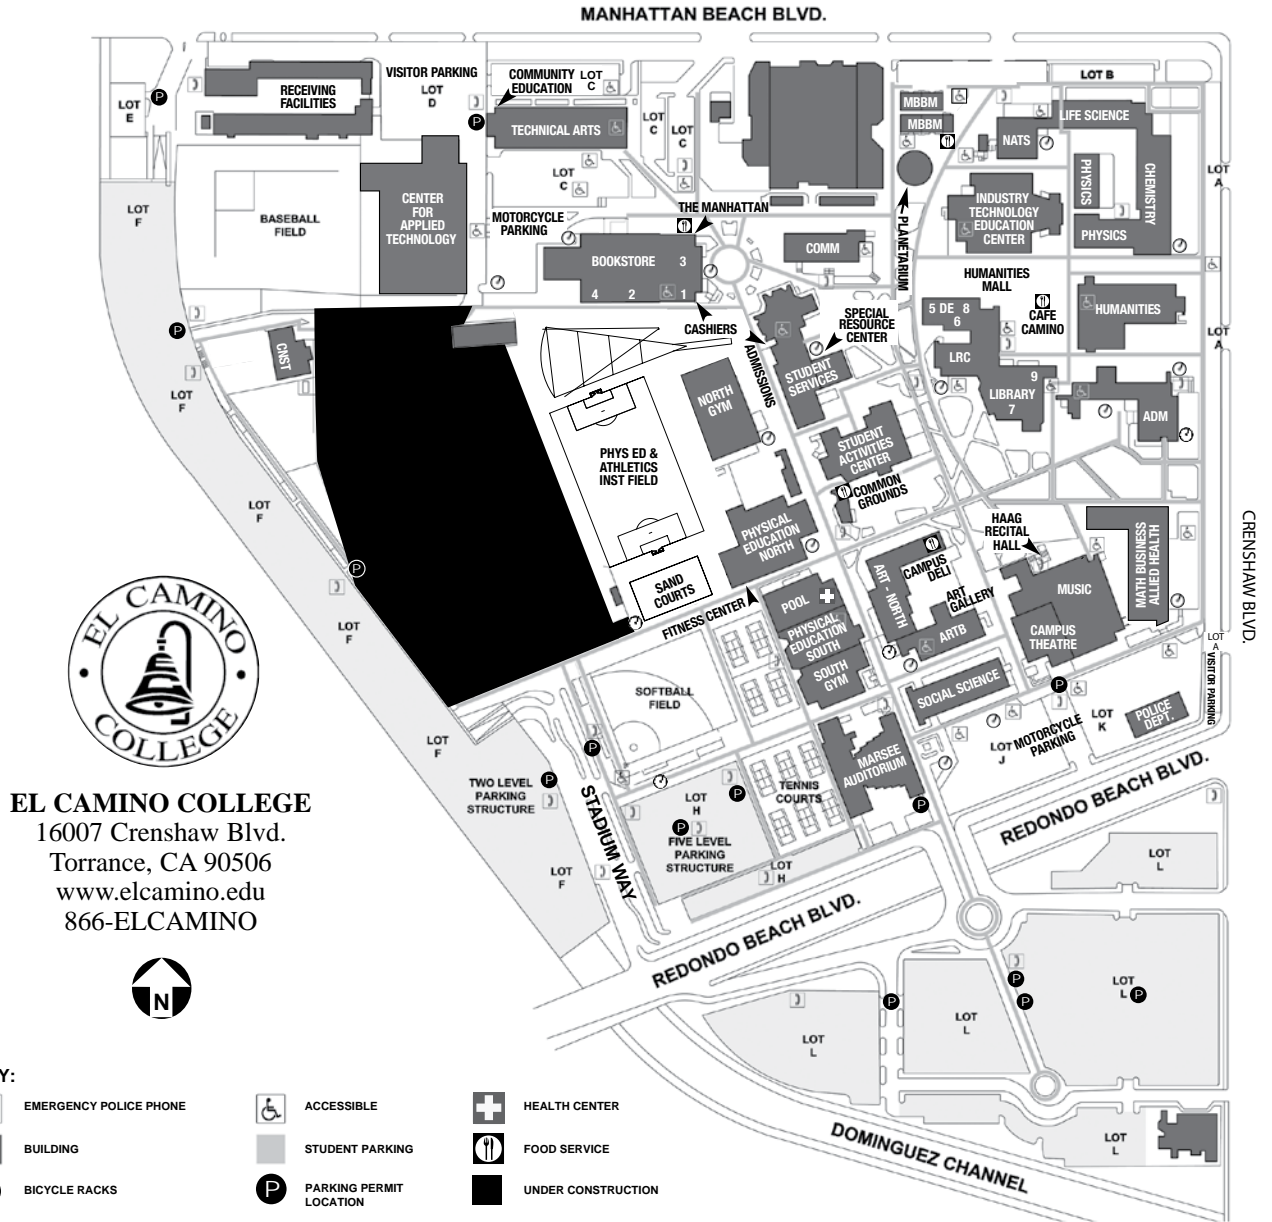 MANHATTAN BEACH BLVD.
LOT
E
P
RECEIVING
FACILITIES
VISITOR PARKING
LOT
D
P
COMMUNITY
EDUCATION
LOT
C
TECHNICAL ARTS
LOT
C
LOT
C
LOT
C
MBBM
MBBM
LOT B
NATS
LIFE SCIENCE
CHEMISTRY
PHYSICS
PHYSICS
LOT
A
LOT
F
BASEBALL
FIELD
CENTER
FOR
APPLIED
TECHNOLOGY
MOTORCYCLE
PARKING
THE MANHATTAN
BOOKSTORE 3
4 2 1
CASHIERS
COMM
PLANETARIUM
INDUSTRY
TECHNOLOGY
EDUCATION
CENTER
HUMANITIES
MALL
5 DE 8
6
CAFE
CAMINO
HUMANITIES
LOT
A
P
CNST
LOT
F
ADMISSIONS
SPECIAL
RESOURCE
CENTER
STUDENT
SERVICES
LRC
9
LIBRARY
7
ADM
NORTH
GYM
PHYS ED &
ATHLETICS
INST FIELD
STUDENT
ACTIVITIES
CENTER
COMMON
GROUNDS
LOT
F
P
PHYSICAL
EDUCATION
NORTH
HAAG
RECITAL
HALL
MATH BUSINESS
ALLIED HEALTH
CRENSHAW BLVD.
SAND
COURTS
FITNESS CENTER
POOL
PHYSICAL
EDUCATION
SOUTH
SOUTH
GYM
ART - NORTH
CAMPUS
DELI
ART
GALLERY
ARTB
MUSIC
CAMPUS
THEATRE
LOT
F
LOT
A
VISITOR PARKING
SOFTBALL
FIELD
SOCIAL SCIENCE
P
LOT
K
POLICE
DEPT.
LOT
J
MOTORCYCLE
PARKING
LOT
F
P
TWO LEVEL
PARKING
STRUCTURE
P
STADIUM WAY
LOT
H
P
P
FIVE LEVEL
PARKING
STRUCTURE
TENNIS
COURTS
MARSEE
AUDITORIUM
P
REDONDO BEACH BLVD.
LOT
F
LOT
H
REDONDO BEACH BLVD.
LOT
L
P
P
P
LOT
L
P
LOT
L
LOT
L
LOT
L
DOMINGUEZ CHANNEL
EL CAMINO
COLLEGE
EL CAMINO COLLEGE
16007 Crenshaw Blvd.
Torrance, CA 90506
www.elcamino.edu
866-ELCAMINO
N
Y:
EMERGENCY POLICE PHONE
BUILDING
BICYCLE RACKS
ACCESSIBLE
STUDENT PARKING
P
PARKING PERMIT
LOCATION
HEALTH CENTER
FOOD SERVICE
UNDER CONSTRUCTION